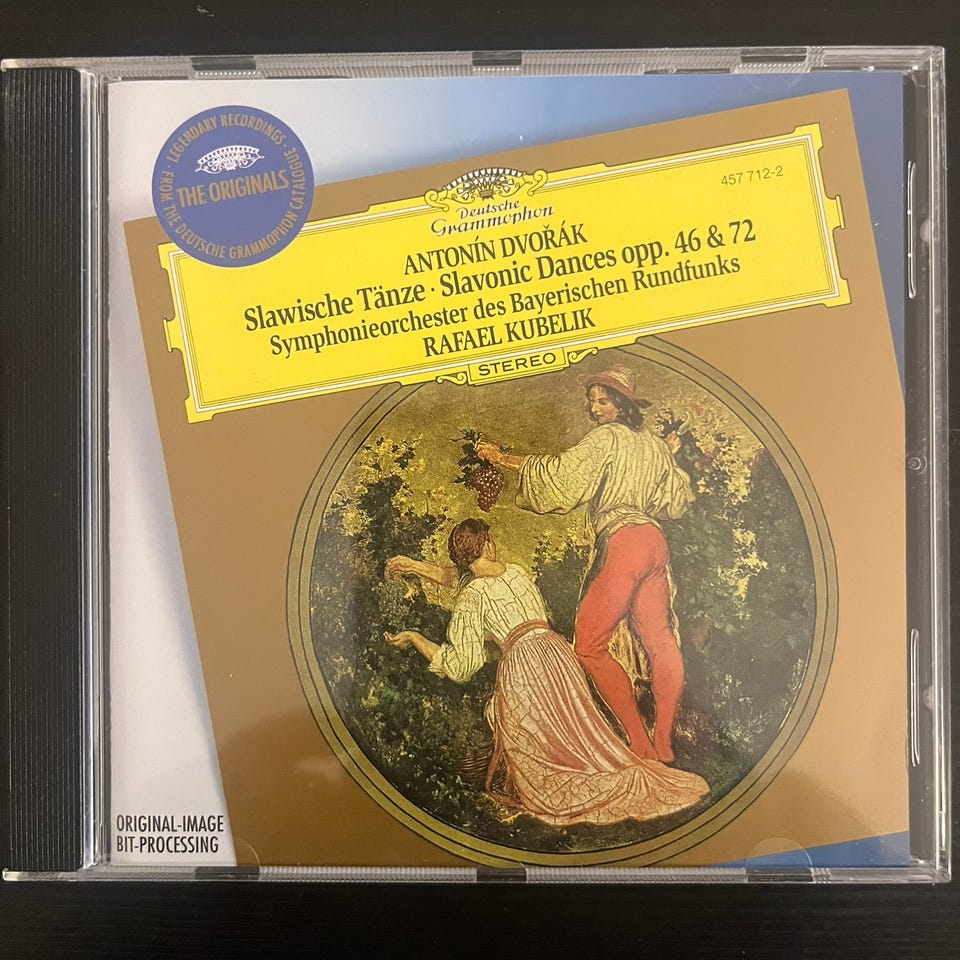 LEGENDARY RECORDINGS ·
THE ORIGINALS
· FROM THE DEUTSCHE GRAMMOPHON CATALOGUE ·
457 712-2
Deutsche
Grammophon
ANTONÍN DVOŘÁK
Slawische Tänze · Slavonic Dances opp. 46 & 72
Symphonieorchester des Bayerischen Rundfunks
RAFAEL KUBELIK
STEREO
ORIGINAL-IMAGE
BIT-PROCESSING